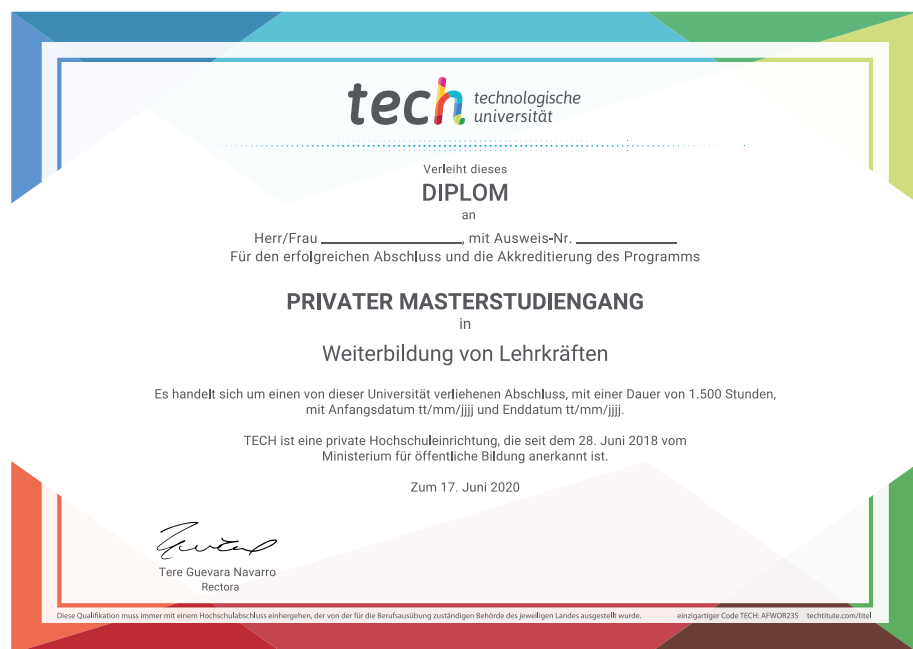 tech technologische
universität
Verleiht dieses
DIPLOM
an
Herr/Frau ____________________, mit Ausweis-Nr. ______________
Für den erfolgreichen Abschluss und die Akkreditierung des Programms
PRIVATER MASTERSTUDIENGANG
in
Weiterbildung von Lehrkräften
Es handelt sich um einen von dieser Universität verliehenen Abschluss, mit einer Dauer von 1.500 Stunden,
mit Anfangsdatum tt/mm/jjjj und Enddatum tt/mm/jjjj.
TECH ist eine private Hochschuleinrichtung, die seit dem 28. Juni 2018 vom
Ministerium für öffentliche Bildung anerkannt ist.
Zum 17. Juni 2020
Tere Guevara Navarro
Rectora
Diese Qualifikation muss immer mit einem Hochschulabschluss einhergehen, der von der für die Berufsausübung zuständigen Behörde des jeweiligen Landes ausgestellt wurde. einzigartiger Code TECH: AFWOR23S techtitute.com/titel